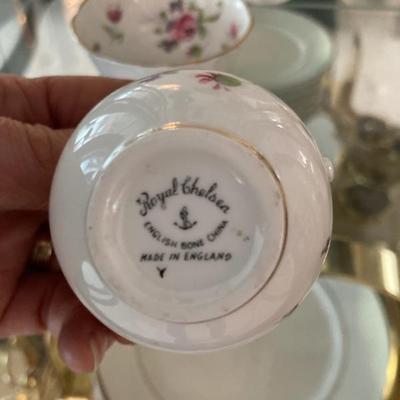 Royal Chelsea
ENGLISH BONE CHINA
MADE IN ENGLAND
Y